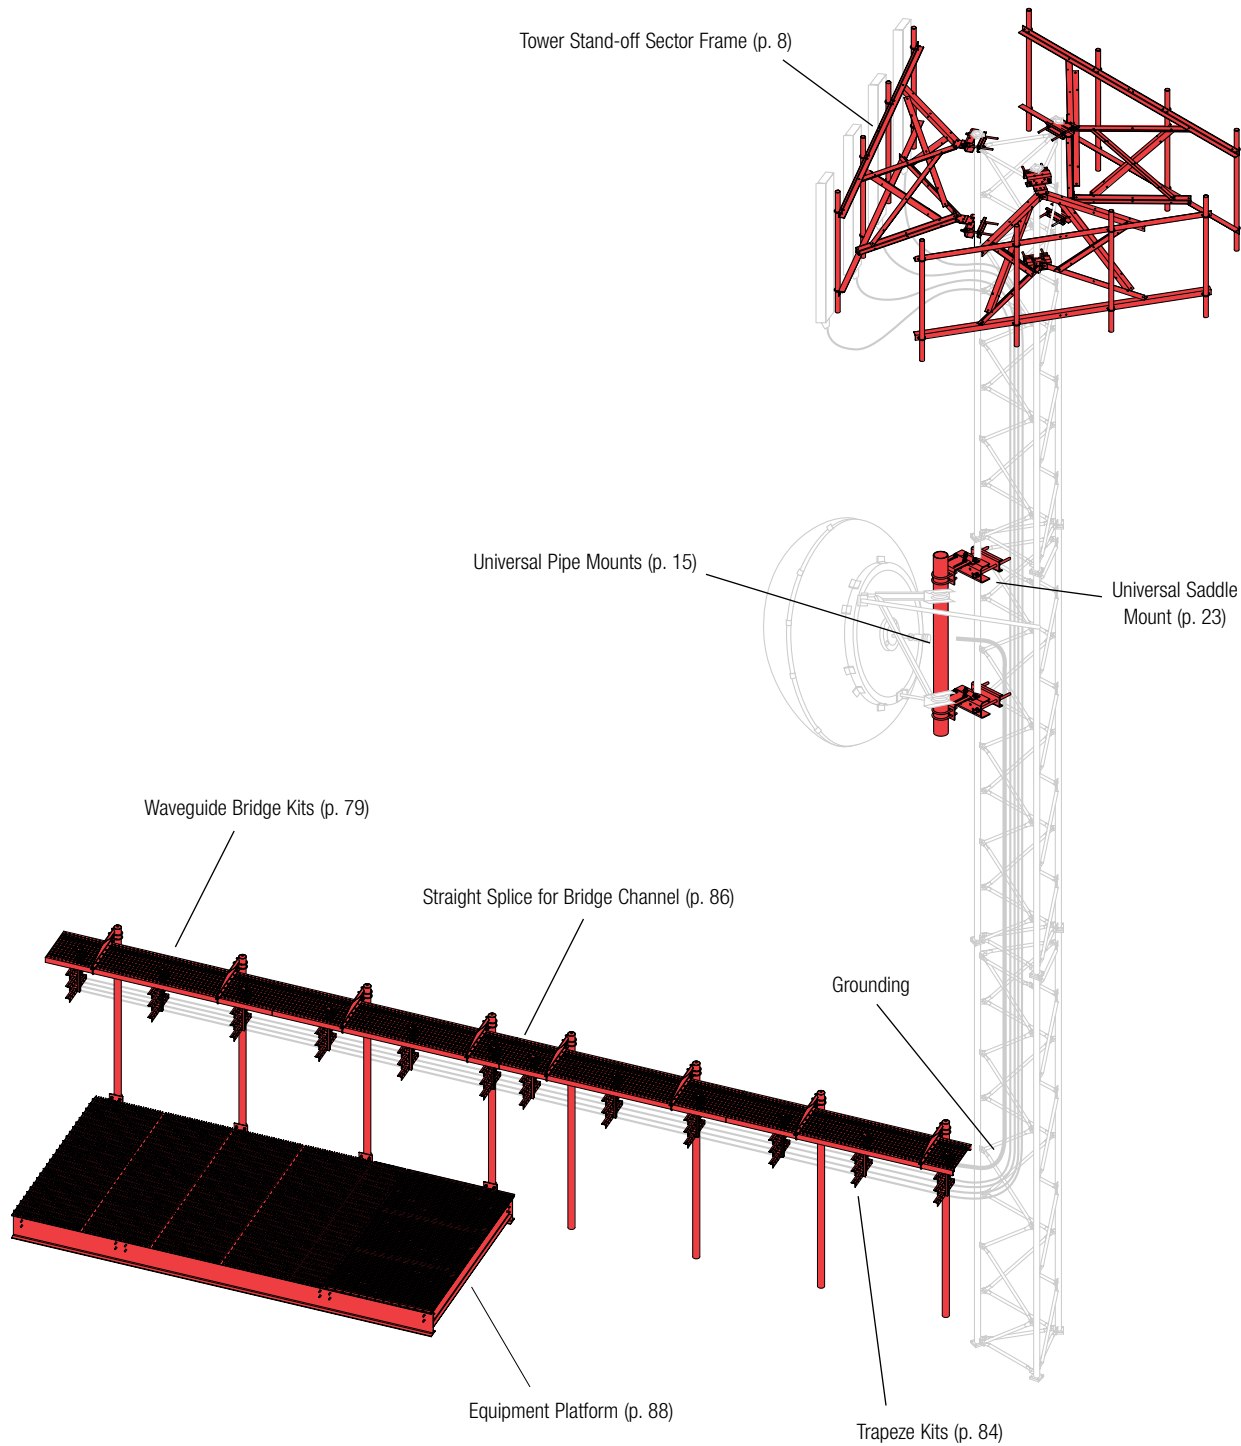 Tower Stand-off Sector Frame (p. 8)
Universal Pipe Mounts (p. 15)
Universal Saddle
Mount (p. 23)
Waveguide Bridge Kits (p. 79)
Straight Splice for Bridge Channel (p. 86)
Grounding
Equipment Platform (p. 88)
Trapeze Kits (p. 84)